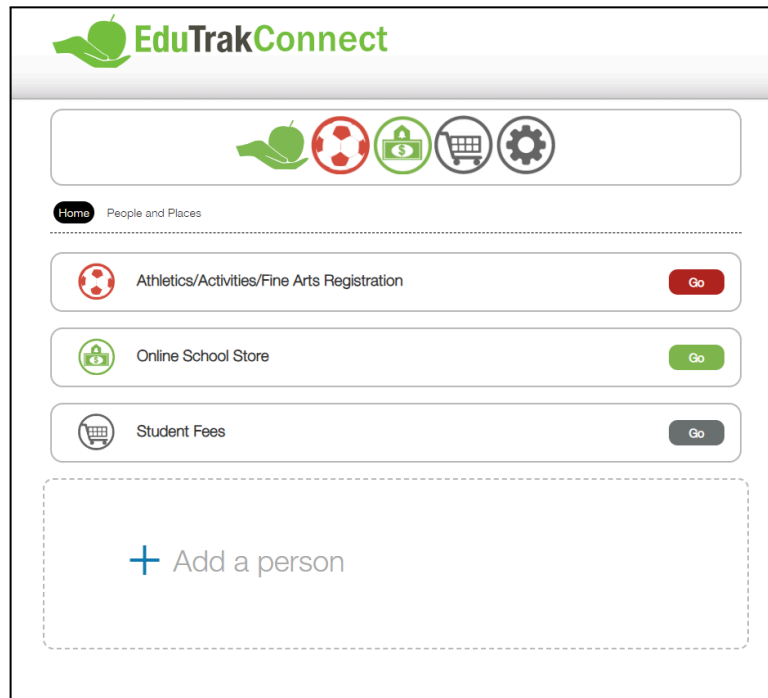 EduTrakConnect
Home People and Places
Athletics/Activities/Fine Arts Registration Go
Online School Store Go
Student Fees Go
+ Add a person